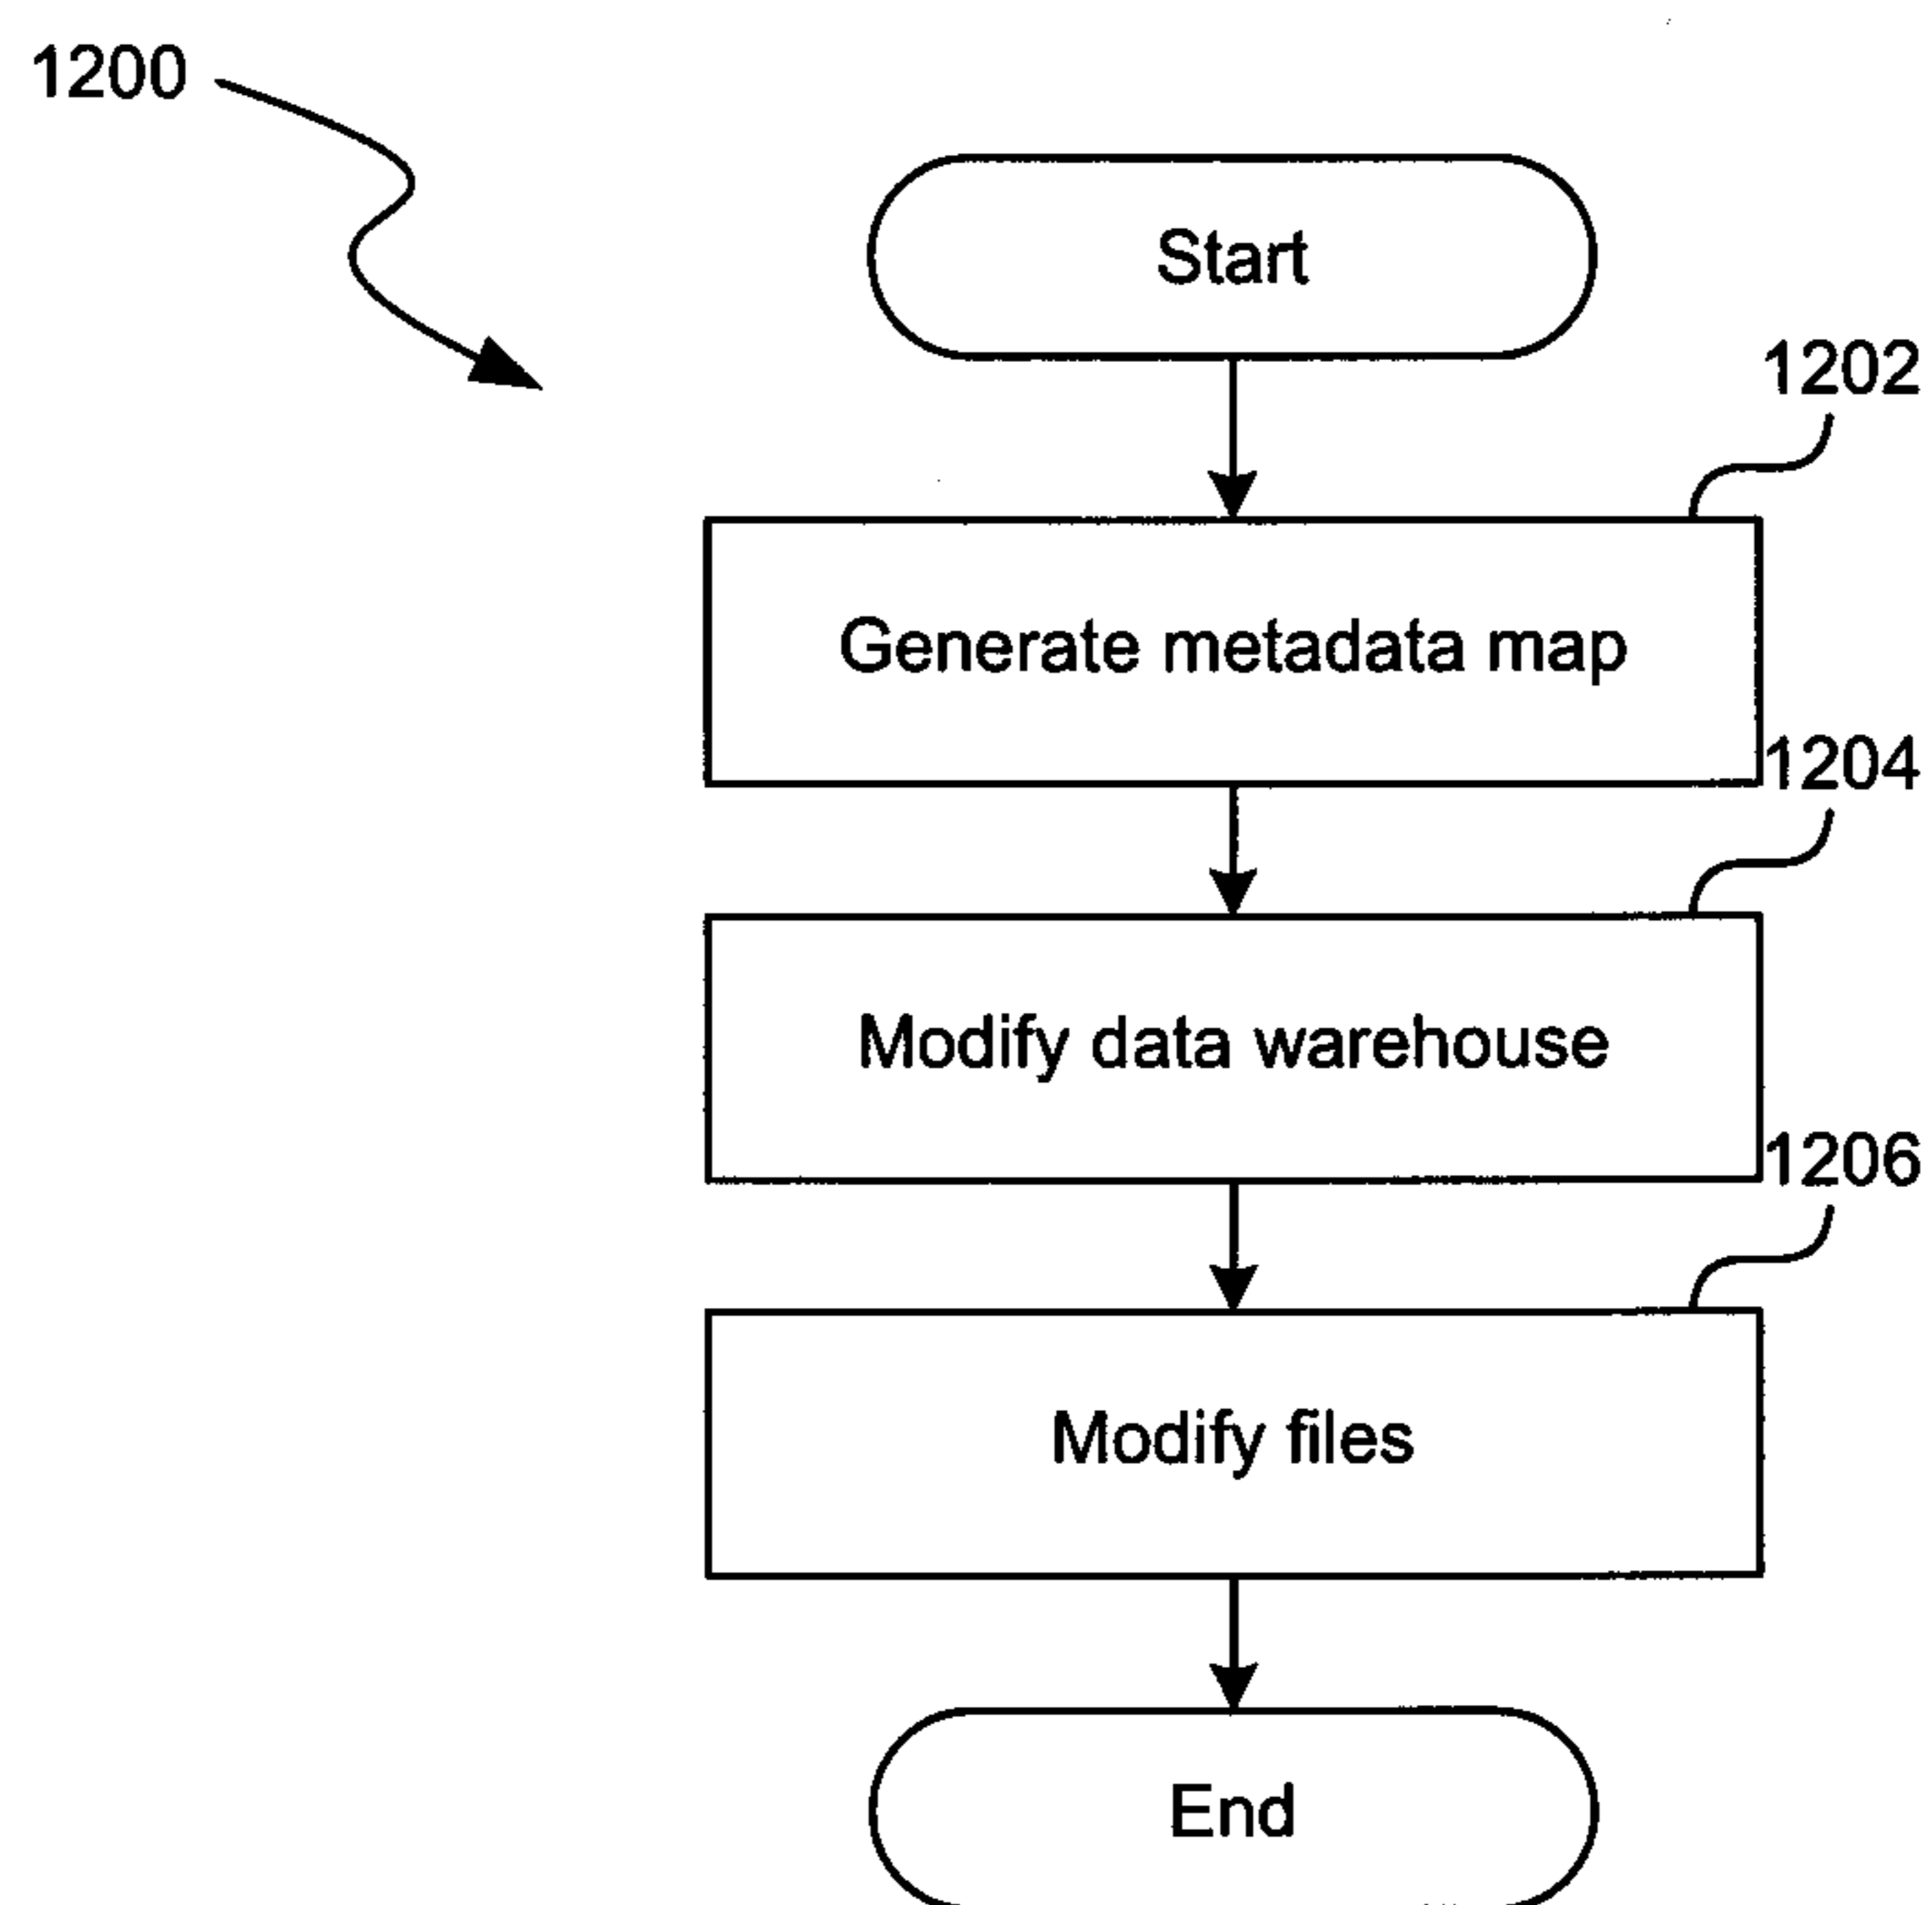 1200
Start
1202
Generate metadata map
1204
Modify data warehouse
1206
Modify files
End